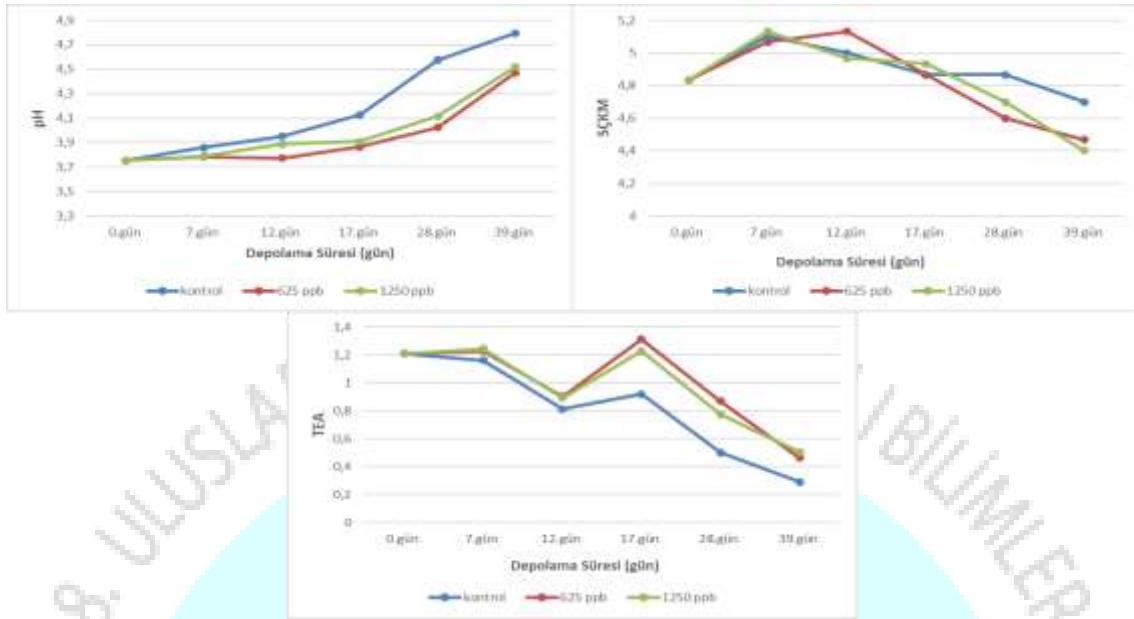 4,9
4,7
4,5
4,3
4,1
3,9
3,7
3,5
3,3
pH
0.gün 7.gün 12.gün 17.gün 28.gün 39.gün
Depolama Süresi (gün)
kontrol 625 ppb 1250 ppb
5,2
5
4,8
4,6
4,4
4,2
4
SÇKM
0.gün 7.gün 12.gün 17.gün 28.gün 39.gün
Depolama Süresi (gün)
kontrol 625 ppb 1250 ppb
1,4
1,2
1
0,8
0,6
0,4
0,2
0
TEA
0.gün 7.gün 12.gün 17.gün 28.gün 39.gün
Depolama Süresi (gün)
kontrol 625 ppb 1250 ppb
8. ULUSLA
BİLİMLER